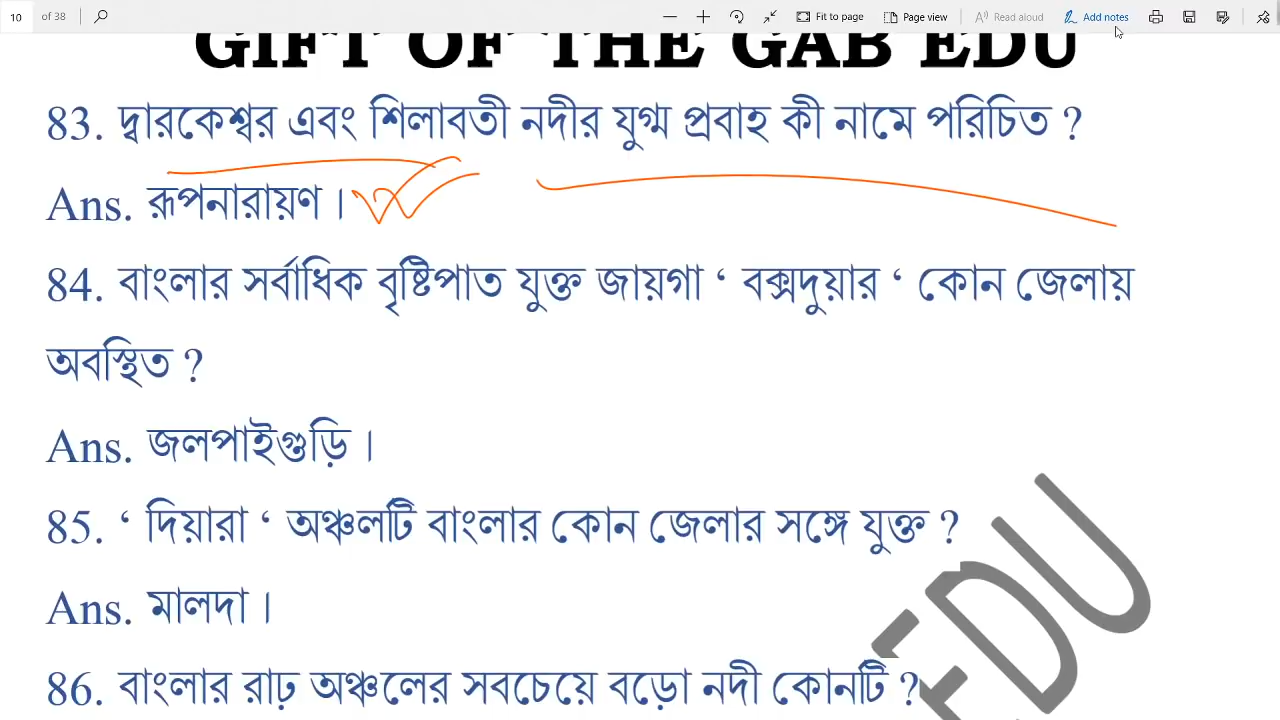 10 of 38 Fit to page Page view Read aloud Add notes
GIFT OF THE GAB EDU
83. দ্বারকেশ্বর এবং শিলাবতী নদীর যুগ্ম প্রবাহ কী নামে পরিচিত ?
Ans. রূপনারায়ণ ।
84. বাংলার সর্বাধিক বৃষ্টিপাত যুক্ত জায়গা ‘ বক্সদুয়ার ‘ কোন জেলায়
অবস্থিত ?
Ans. জলপাইগুড়ি ।
85. ‘ দিয়ারা ‘ অঞ্চলটি বাংলার কোন জেলার সঙ্গে যুক্ত ?
Ans. মালদা ।
86. বাংলার রাঢ় অঞ্চলের সবচেয়ে বড়ো নদী কোনটি ?
EDU